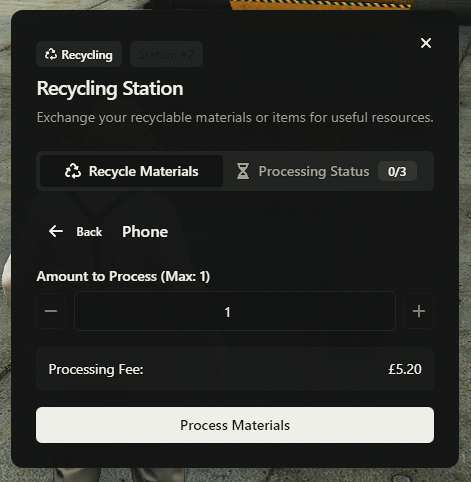 Recycling Station #2
Recycling Station
Exchange your recyclable materials or items for useful resources.
Recycle Materials Processing Status 0/3
Back Phone
Amount to Process (Max: 1)
1
Processing Fee: £5.20
Process Materials